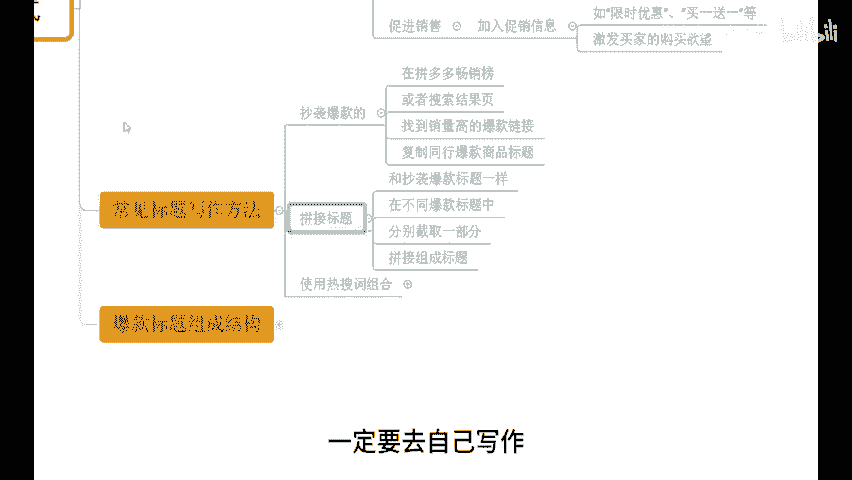 促进销售
加入促销信息
如“限时优惠”、“买一送一”等
激发买家的购买欲望
bilibili
抄袭爆款的
在拼多多畅销榜
或者搜索结果页
找到销量高的爆款链接
复制同行爆款商品标题
常见标题写作方法
拼接标题
和抄袭爆款标题一样
在不同爆款标题中
分别截取一部分
拼接组成标题
使用热搜词组合
爆款标题组成结构
一定要去自己写作